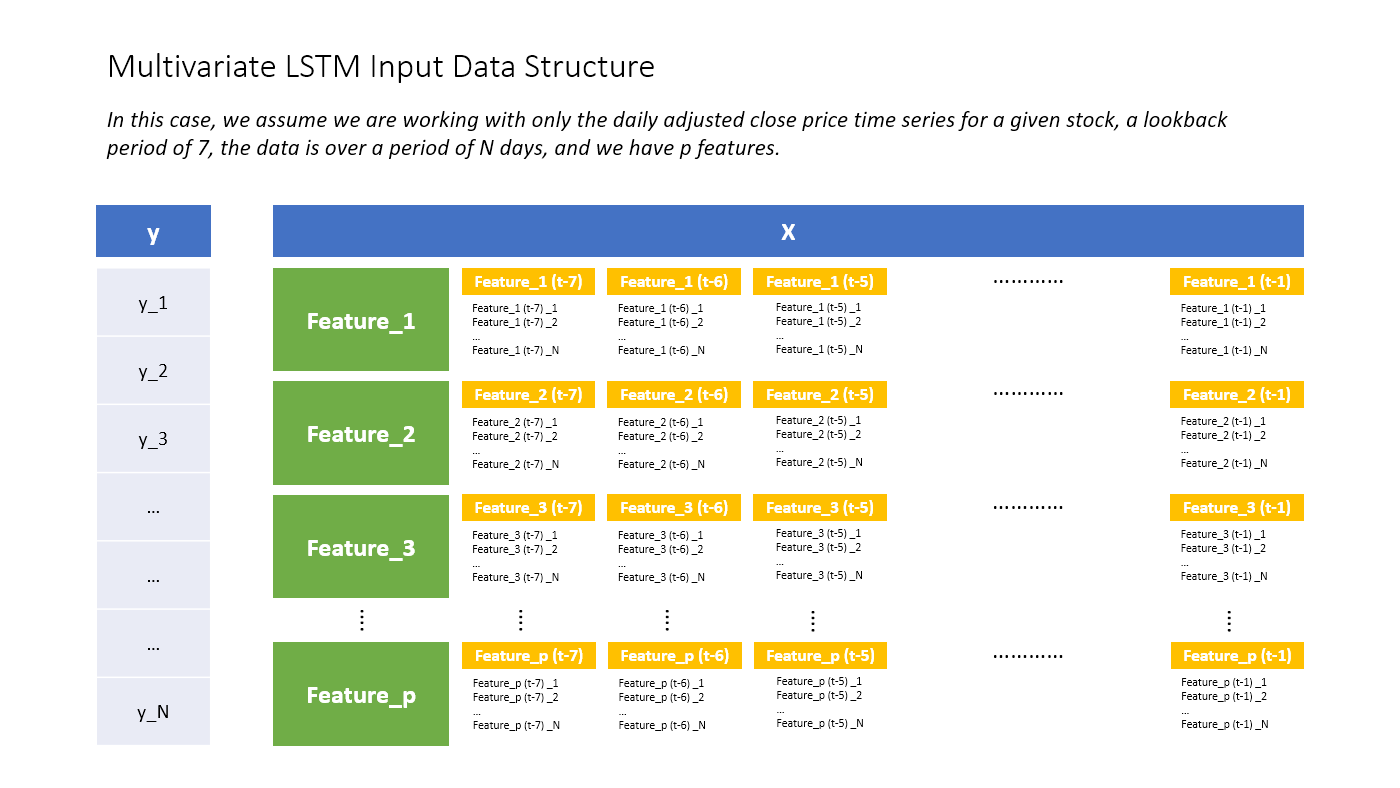 Multivariate LSTM Input Data Structure
In this case, we assume we are working with only the daily adjusted close price time series for a given stock, a lookback
period of 7, the data is over a period of N days, and we have p features.
y
X
y_1
y_2
y_3
...
...
...
y_N
Feature_1
Feature_1 (t-7)
Feature_1 (t-7) _1
Feature_1 (t-7) _2
...
Feature_1 (t-7) _N
Feature_1 (t-6)
Feature_1 (t-6) _1
Feature_1 (t-6) _2
...
Feature_1 (t-6) _N
Feature_1 (t-5)
Feature_1 (t-5) _1
Feature_1 (t-5) _2
...
Feature_1 (t-5) _N
............
Feature_1 (t-1)
Feature_1 (t-1) _1
Feature_1 (t-1) _2
...
Feature_1 (t-1) _N
Feature_2
Feature_2 (t-7)
Feature_2 (t-7) _1
Feature_2 (t-7) _2
...
Feature_2 (t-7) _N
Feature_2 (t-6)
Feature_2 (t-6) _1
Feature_2 (t-6) _2
...
Feature_2 (t-6) _N
Feature_2 (t-5)
Feature_2 (t-5) _1
Feature_2 (t-5) _2
...
Feature_2 (t-5) _N
............
Feature_2 (t-1)
Feature_2 (t-1) _1
Feature_2 (t-1) _2
...
Feature_2 (t-1) _N
Feature_3
Feature_3 (t-7)
Feature_3 (t-7) _1
Feature_3 (t-7) _2
...
Feature_3 (t-7) _N
Feature_3 (t-6)
Feature_3 (t-6) _1
Feature_3 (t-6) _2
...
Feature_3 (t-6) _N
Feature_3 (t-5)
Feature_3 (t-5) _1
Feature_3 (t-5) _2
...
Feature_3 (t-5) _N
............
Feature_3 (t-1)
Feature_3 (t-1) _1
Feature_3 (t-1) _2
...
Feature_3 (t-1) _N
Feature_p
Feature_p (t-7)
Feature_p (t-7) _1
Feature_p (t-7) _2
...
Feature_p (t-7) _N
Feature_p (t-6)
Feature_p (t-6) _1
Feature_p (t-6) _2
...
Feature_p (t-6) _N
Feature_p (t-5)
Feature_p (t-5) _1
Feature_p (t-5) _2
...
Feature_p (t-5) _N
............
Feature_p (t-1)
Feature_p (t-1) _1
Feature_p (t-1) _2
...
Feature_p (t-1) _N